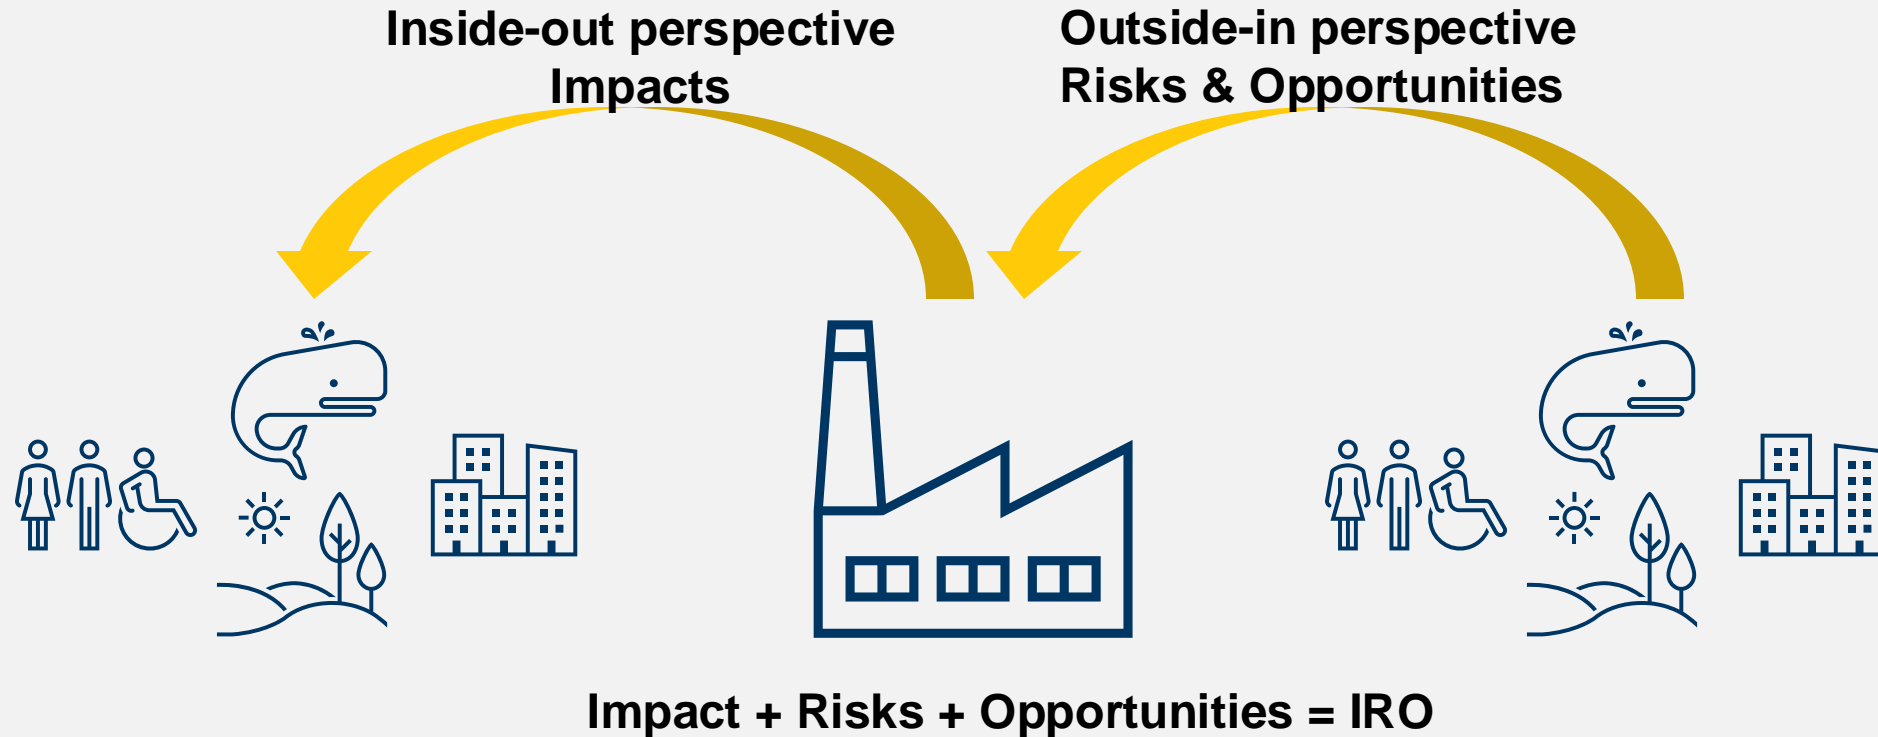 Inside-out perspective
Impacts
Outside-in perspective
Risks & Opportunities
Impact + Risks + Opportunities = IRO